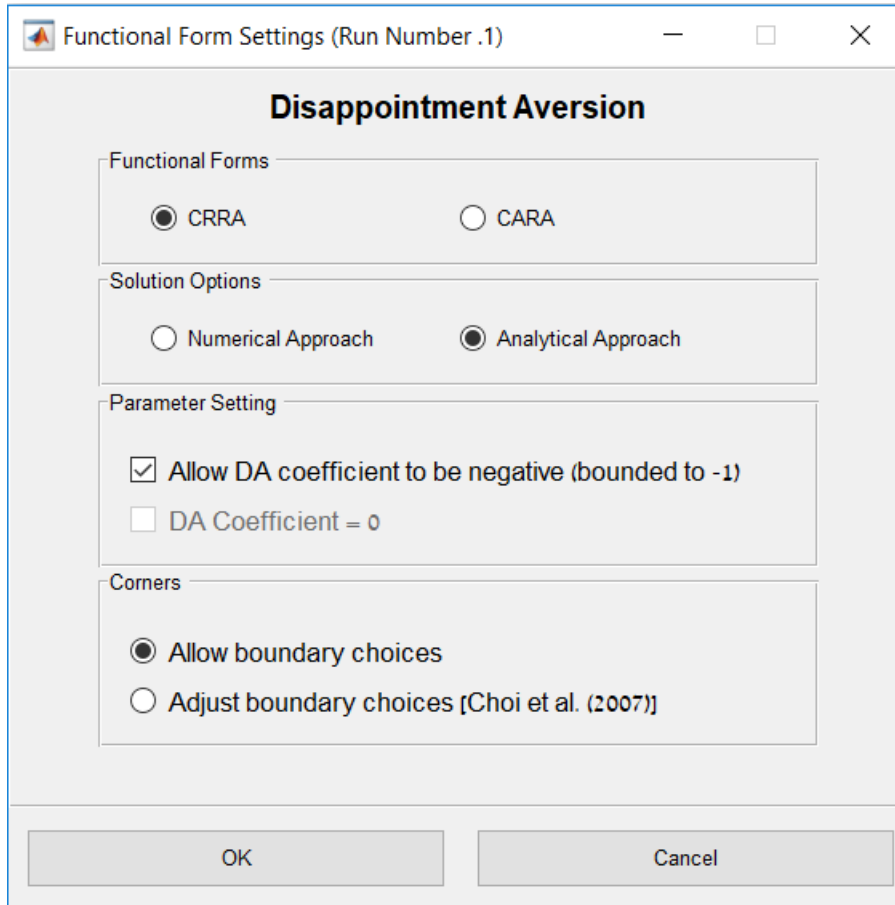 Functional Form Settings (Run Number .1)
Disappointment Aversion
Functional Forms
CRRA CARA
Solution Options
Numerical Approach Analytical Approach
Parameter Setting
Allow DA coefficient to be negative (bounded to -1)
DA Coefficient = 0
Corners
Allow boundary choices
Adjust boundary choices [Choi et al. (2007)]
OK Cancel